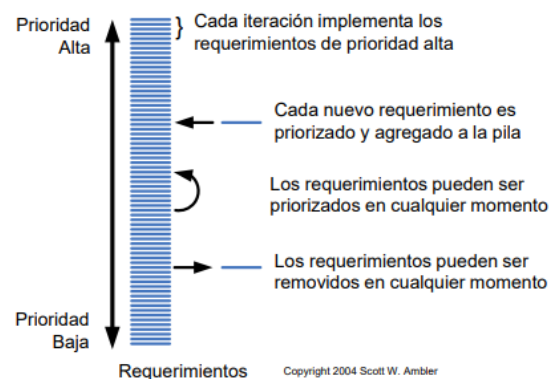 Prioridad
Alta
Cada iteración implementa los
requerimientos de prioridad alta
Cada nuevo requerimiento es
priorizado y agregado a la pila
Los requerimientos pueden ser
priorizados en cualquier momento
Los requerimientos pueden ser
removidos en cualquier momento
Prioridad
Baja
Requerimientos
Copyright 2004 Scott W. Ambler